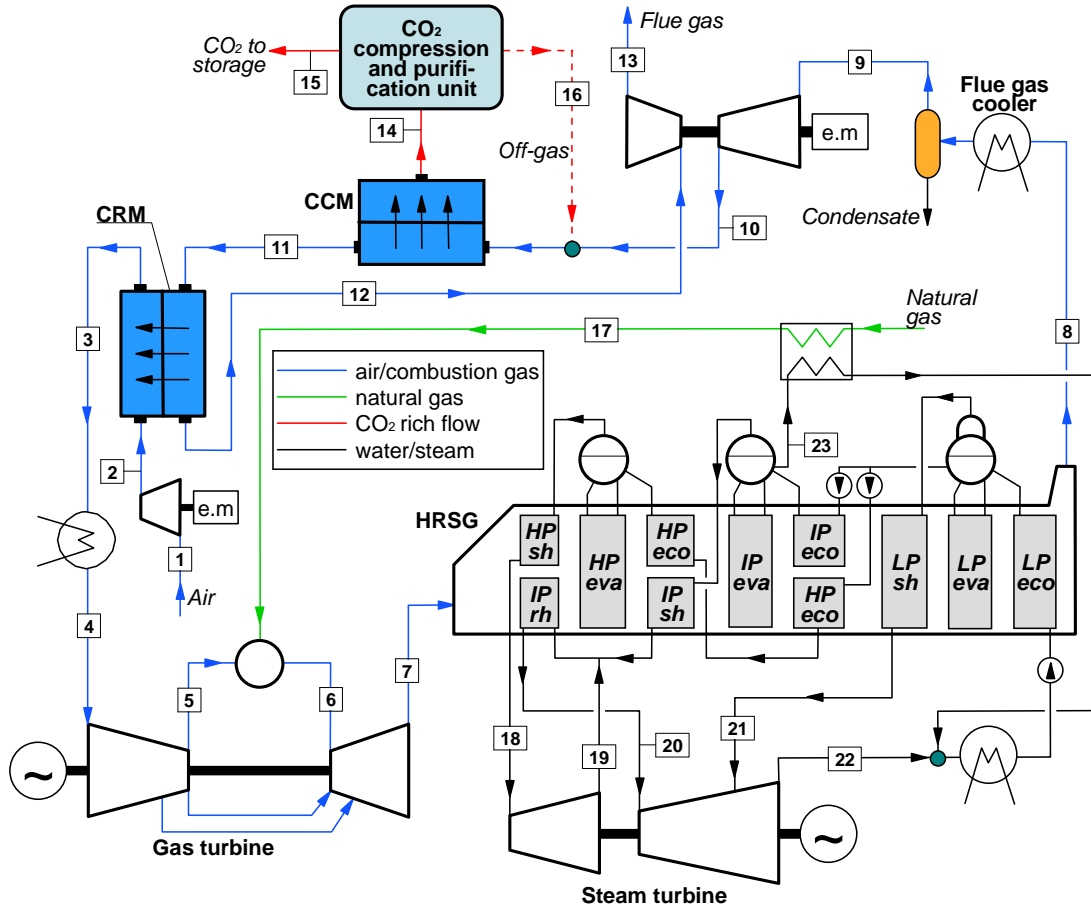 Flue gas
CO₂ to
storage
15
CO₂
compression
and purifi-
cation unit
16
13
9
Flue gas
cooler
14
Off-gas
e.m
CCM
Condensate
CRM
11
10
12
3
17
Natural
gas
8
air/combustion gas
natural gas
CO₂ rich flow
water/steam
2
23
e.m
HRSG
1
Air
HP
sh
HP
eva
HP
eco
IP
eva
IP
eco
LP
sh
LP
eva
LP
eco
IP
rh
IP
sh
HP
eco
4
5
6
7
18
19
20
21
22
~
Gas turbine
~
Steam turbine